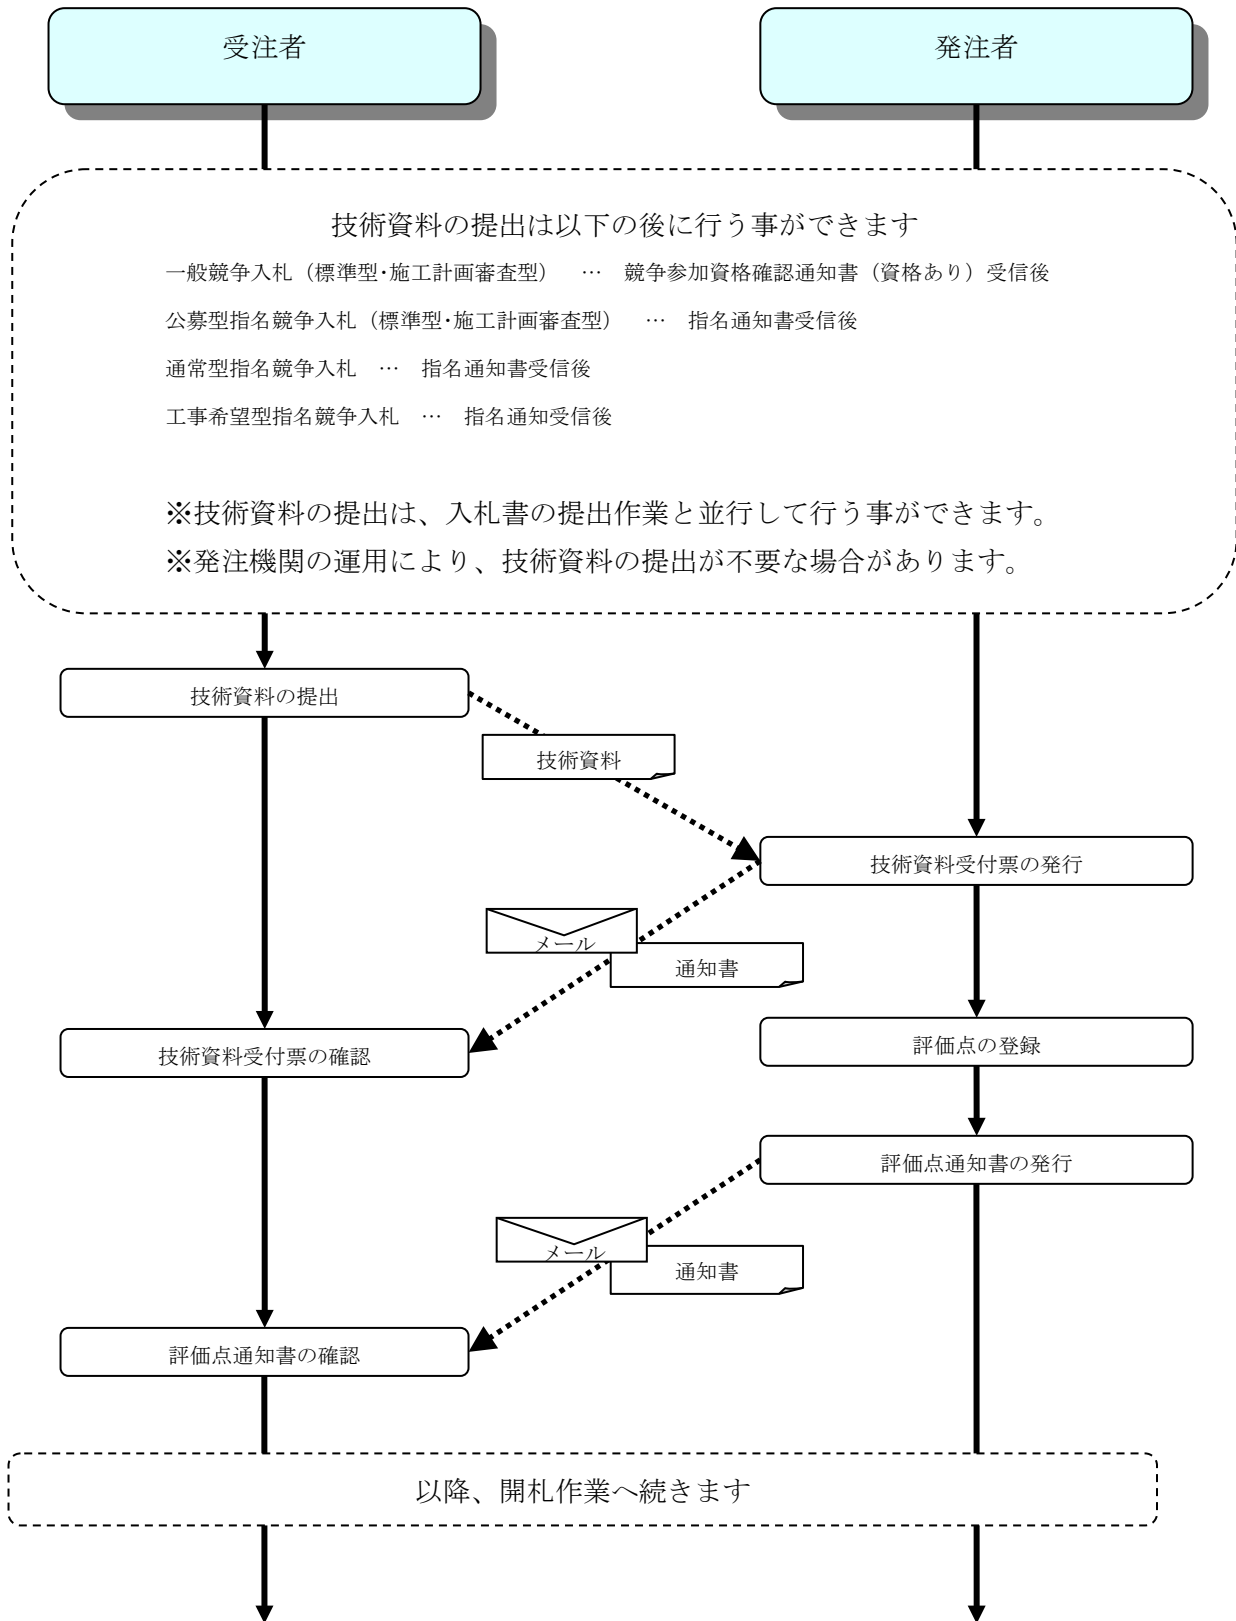 受注者
発注者
技術資料の提出は以下の後に行う事ができます
一般競争入札（標準型･施工計画審査型）　…　競争参加資格確認通知書（資格あり）受信後
公募型指名競争入札（標準型･施工計画審査型）　…　指名通知書受信後
通常型指名競争入札　…　指名通知書受信後
工事希望型指名競争入札　…　指名通知受信後
※技術資料の提出は、入札書の提出作業と並行して行う事ができます。
※発注機関の運用により、技術資料の提出が不要な場合があります。
技術資料の提出
技術資料
技術資料受付票の発行
メール
通知書
技術資料受付票の確認
評価点の登録
評価点通知書の発行
メール
通知書
評価点通知書の確認
以降、開札作業へ続きます